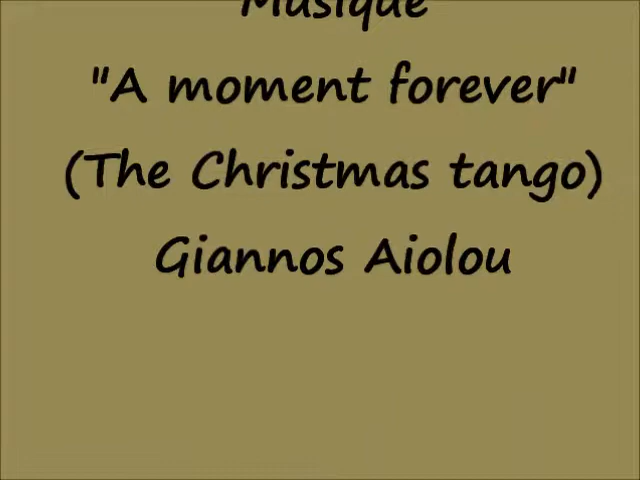 Musique
"A moment forever"
(The Christmas tango)
Giannos Aiolou